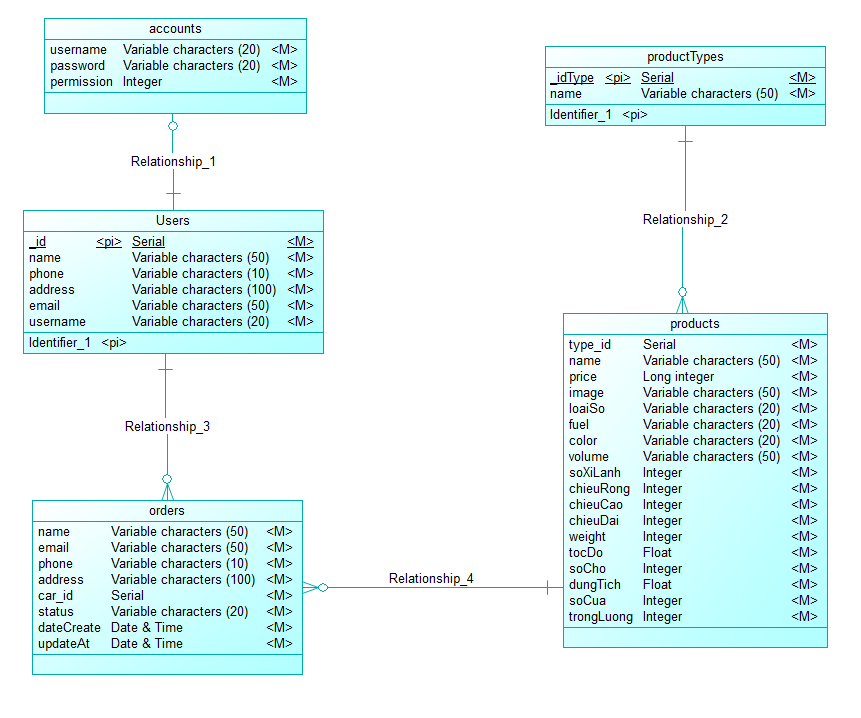 accounts
username Variable characters (20) <M>
password Variable characters (20) <M>
permission Integer <M>
Relationship_1
Users
_id <pi> Serial <M>
name Variable characters (50) <M>
phone Variable characters (10) <M>
address Variable characters (100) <M>
email Variable characters (50) <M>
username Variable characters (20) <M>
Identifier_1 <pi>
Relationship_3
orders
name Variable characters (50) <M>
email Variable characters (50) <M>
phone Variable characters (10) <M>
address Variable characters (100) <M>
car_id Serial <M>
status Variable characters (20) <M>
dateCreate Date & Time <M>
updateAt Date & Time <M>
Relationship_4
productTypes
_idType <pi> Serial <M>
name Variable characters (50) <M>
Identifier_1 <pi>
Relationship_2
products
type_id Serial <M>
name Variable characters (50) <M>
price Long integer <M>
image Variable characters (50) <M>
loaiSo Variable characters (20) <M>
fuel Variable characters (20) <M>
color Variable characters (20) <M>
volume Variable characters (50) <M>
soXiLanh Integer <M>
chieuRong Integer <M>
chieuCao Integer <M>
chieuDai Integer <M>
weight Integer <M>
tocDo Float <M>
soCho Integer <M>
dungTich Float <M>
soCua Integer <M>
trongLuong Integer <M>